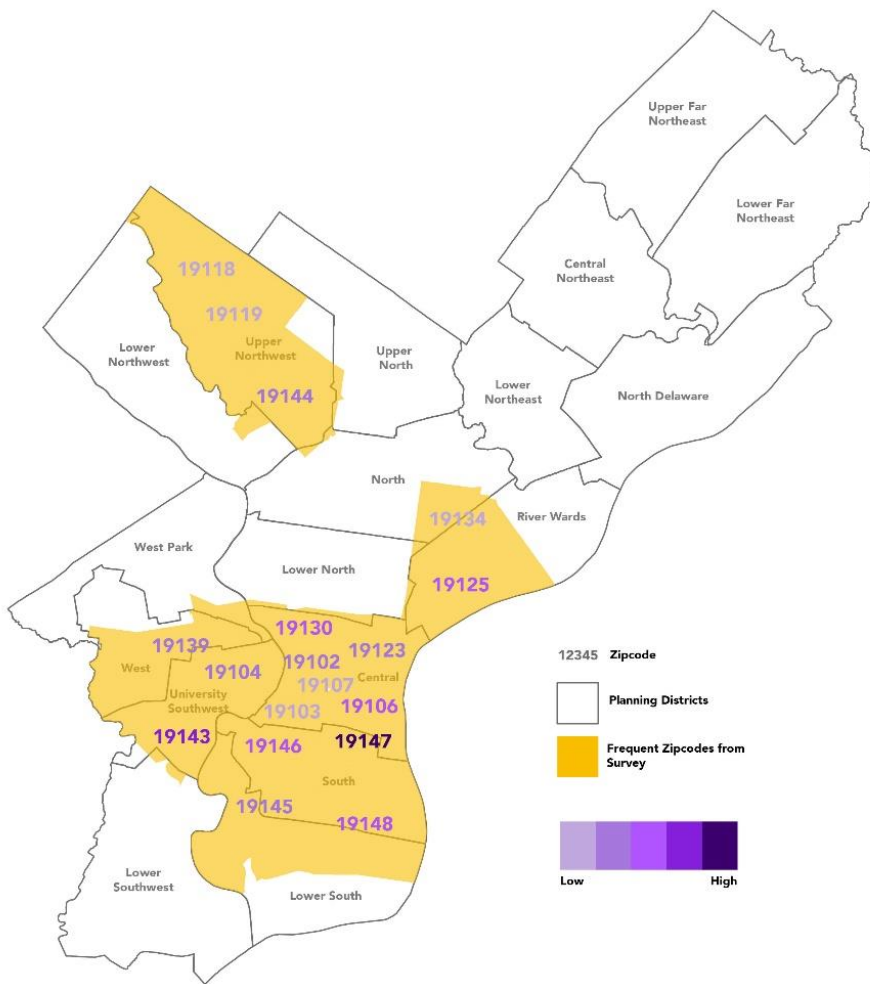 Upper Far
Northeast
Lower Far
Northeast
Central
Northeast
19118
19119
Upper
Northwest
Lower
Northwest
Upper
North
19144
Lower
Northeast
North Delaware
North
19134
River Wards
West Park
Lower North
19125
19130
19139
19123
19102
West
19104
Central
19107
University
Southwest
19103
19106
19143
19146
19147
South
19145
19148
Lower
Southwest
Lower South
12345 Zipcode
Planning Districts
Frequent Zipcodes from
Survey
Low High